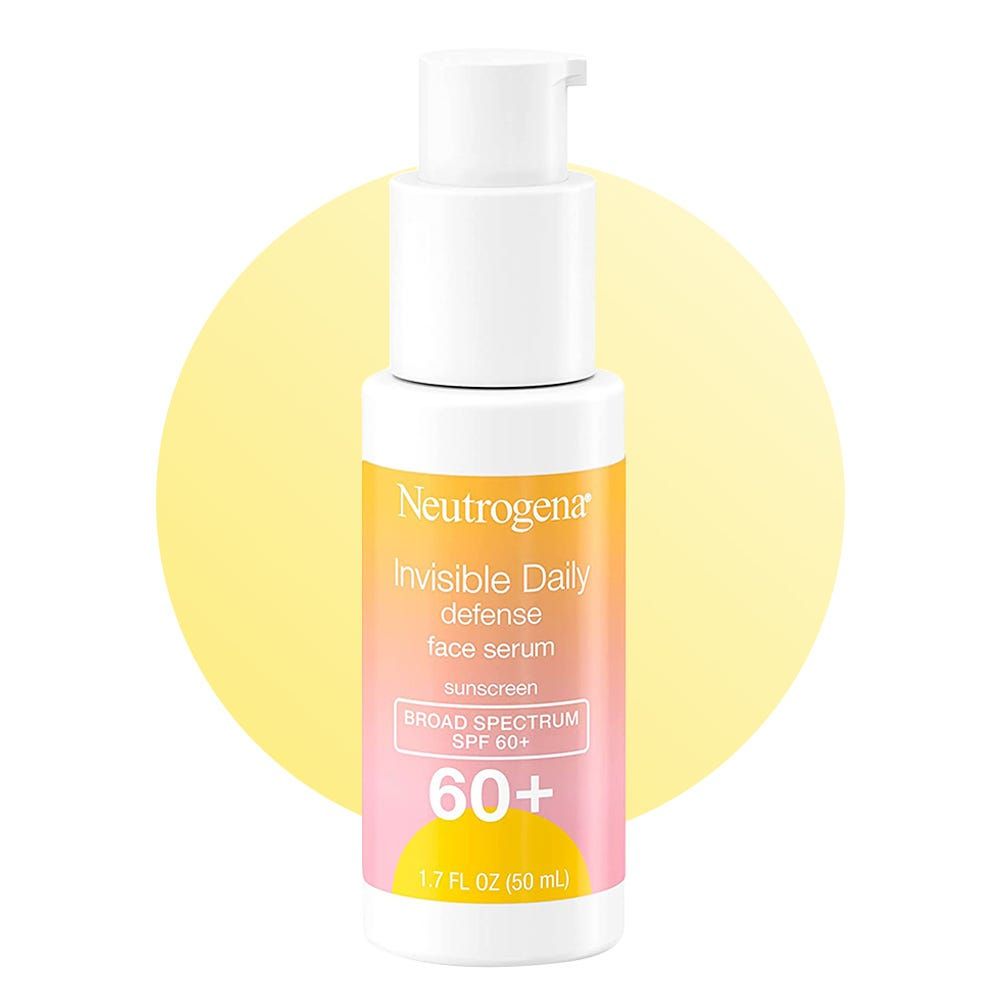 Neutrogena®
Invisible Daily
defense
face serum
sunscreen
BROAD SPECTRUM
SPF 60+
60+
1.7 FL OZ (50 mL)